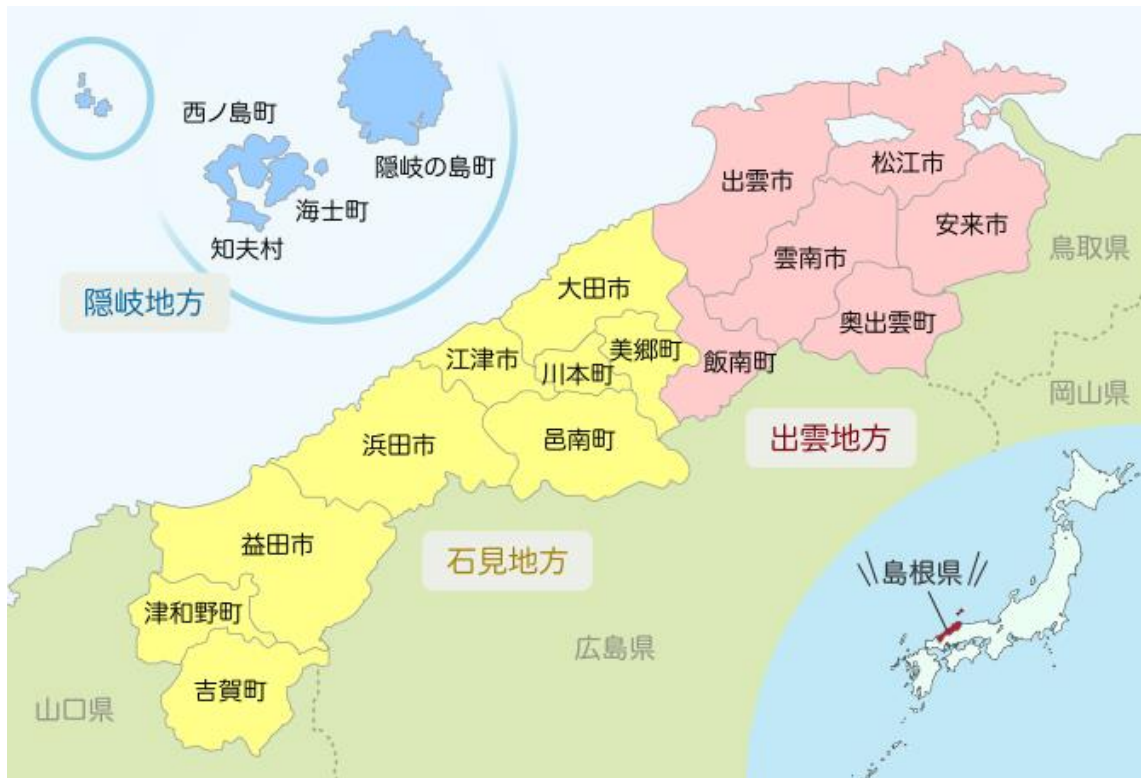 西ノ島町
隠岐の島町
海士町
知夫村
隠岐地方
出雲市
松江市
安来市
雲南市
奥出雲町
飯南町
鳥取県
岡山県
大田市
美郷町
江津市
川本町
浜田市
邑南町
出雲地方
益田市
石見地方
津和野町
吉賀町
広島県
山口県
\\島根県//